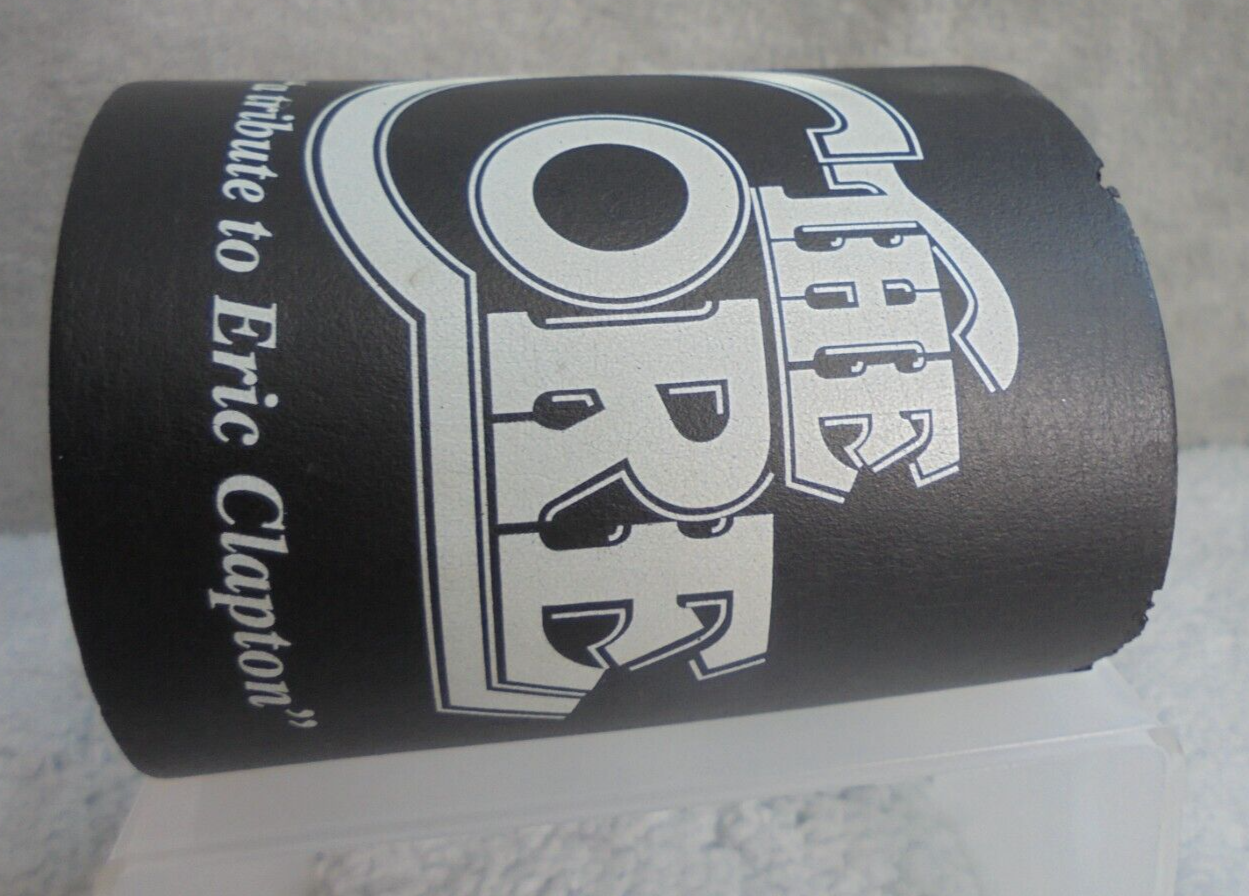 THE
CORE
tribute to Eric Clapton”